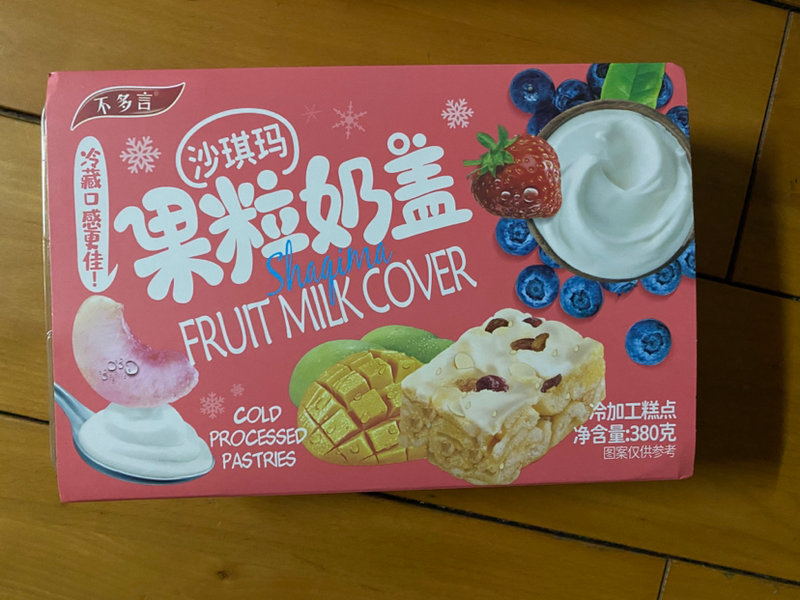 不多言®
冷藏口感更佳!
沙琪玛
果粒奶盖
Shaqima
FRUIT MILK COVER
COLD
PROCESSED
PASTRIES
冷加工糕点
净含量:380克
图案仅供参考